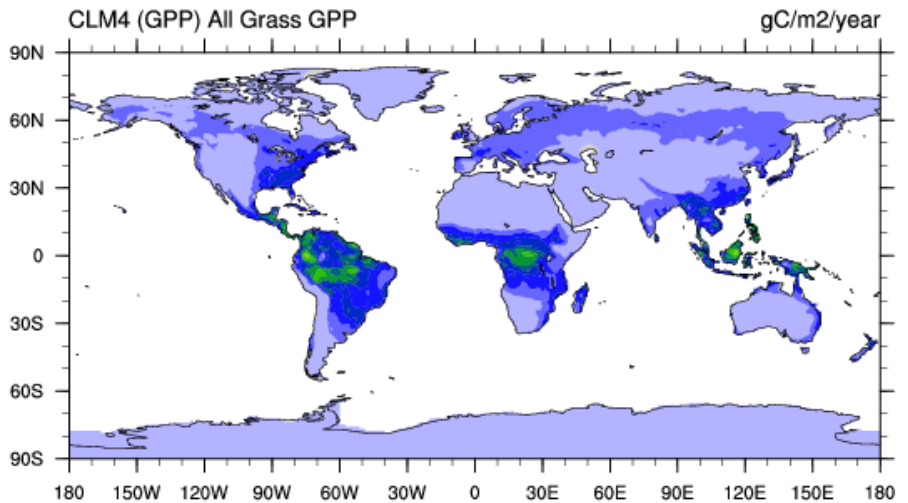 CLM4 (GPP) All Grass GPP gC/m2/year
90N
60N
30N
0
30S
60S
90S
180 150W 120W 90W 60W 30W 0 30E 60E 90E 120E 150E 180